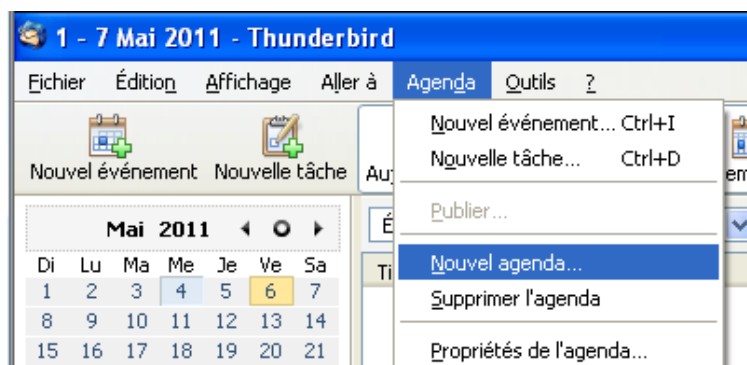 1 - 7 Mai 2011 - Thunderbird
Fichier Édition Affichage Aller à Agenda Outils ?
Nouvel événement Nouvelle tâche
Nouvel événement... Ctrl+I
Nouvelle tâche... Ctrl+D
Publier...
Nouvel agenda...
Supprimer l'agenda
Propriétés de l'agenda...
Mai 2011
Di Lu Ma Me Je Ve Sa
1 2 3 4 5 6 7
8 9 10 11 12 13 14
15 16 17 18 19 20 21